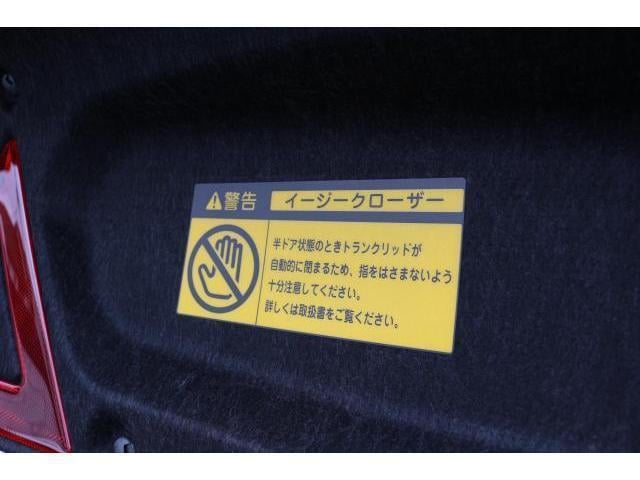 警告 イージークローザー
半ドア状態のときトランクリッドが
自動的に閉まるため、指をはさまないよう
十分注意してください。
詳しくは取扱書をご覧ください。